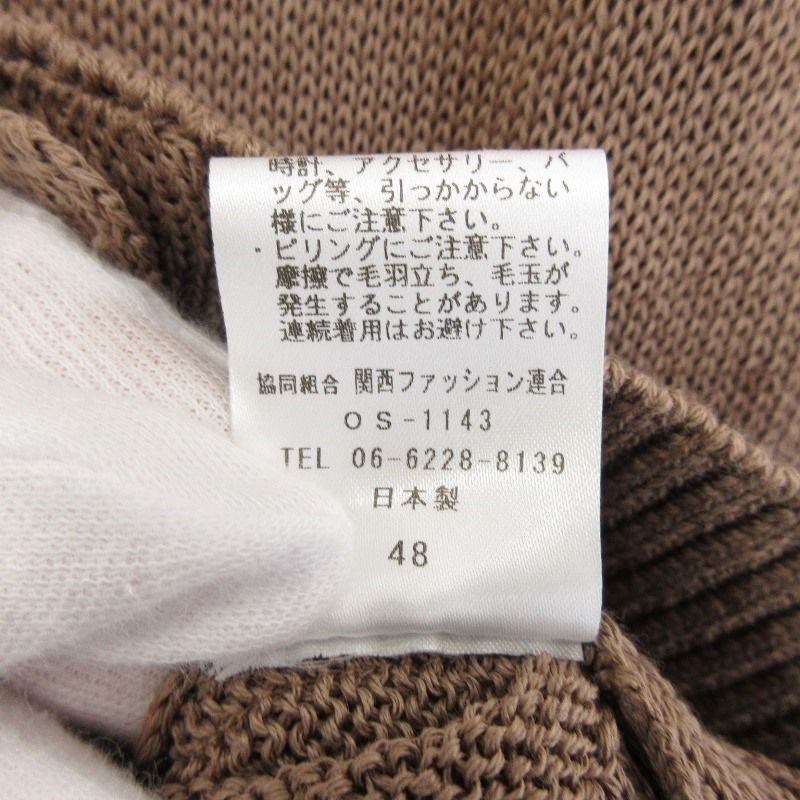 時計、アクセサリー、バ
ッグ等、引っかからない
様にご注意下さい。
・ピリングにご注意下さい。
摩擦で毛羽立ち、毛玉が
発生することがあります。
連続着用はお避け下さい。
協同組合 関西ファッション連合
OS-1143
TEL 06-6228-8139
日本製
48